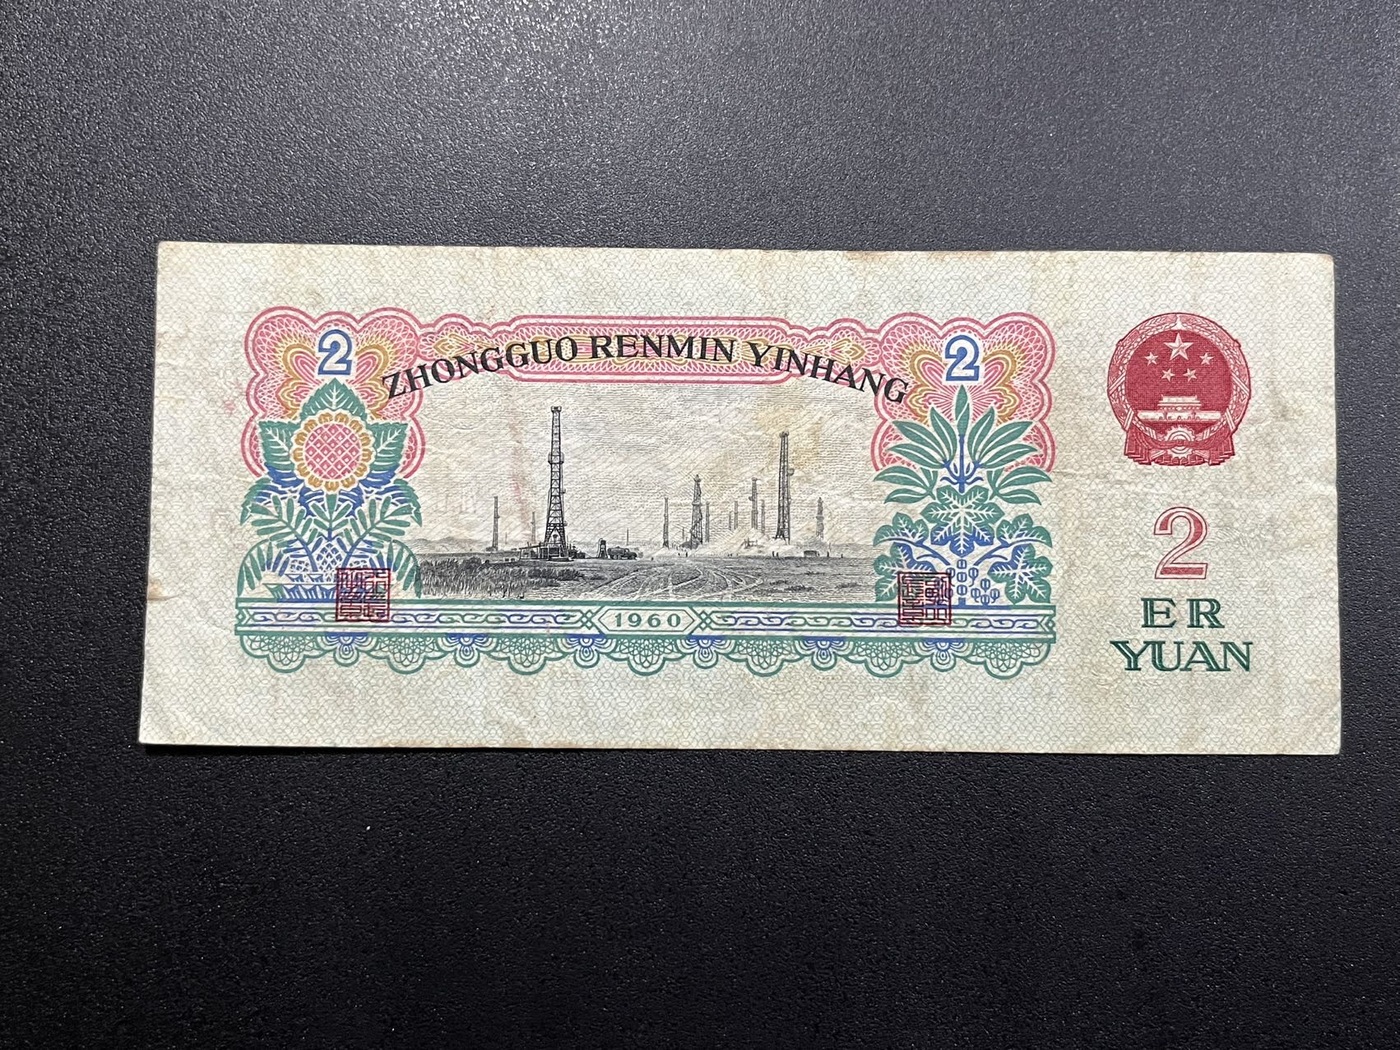 2
ZHONGGUO RENMIN YINHANG
2
1960
2
ER
YUAN